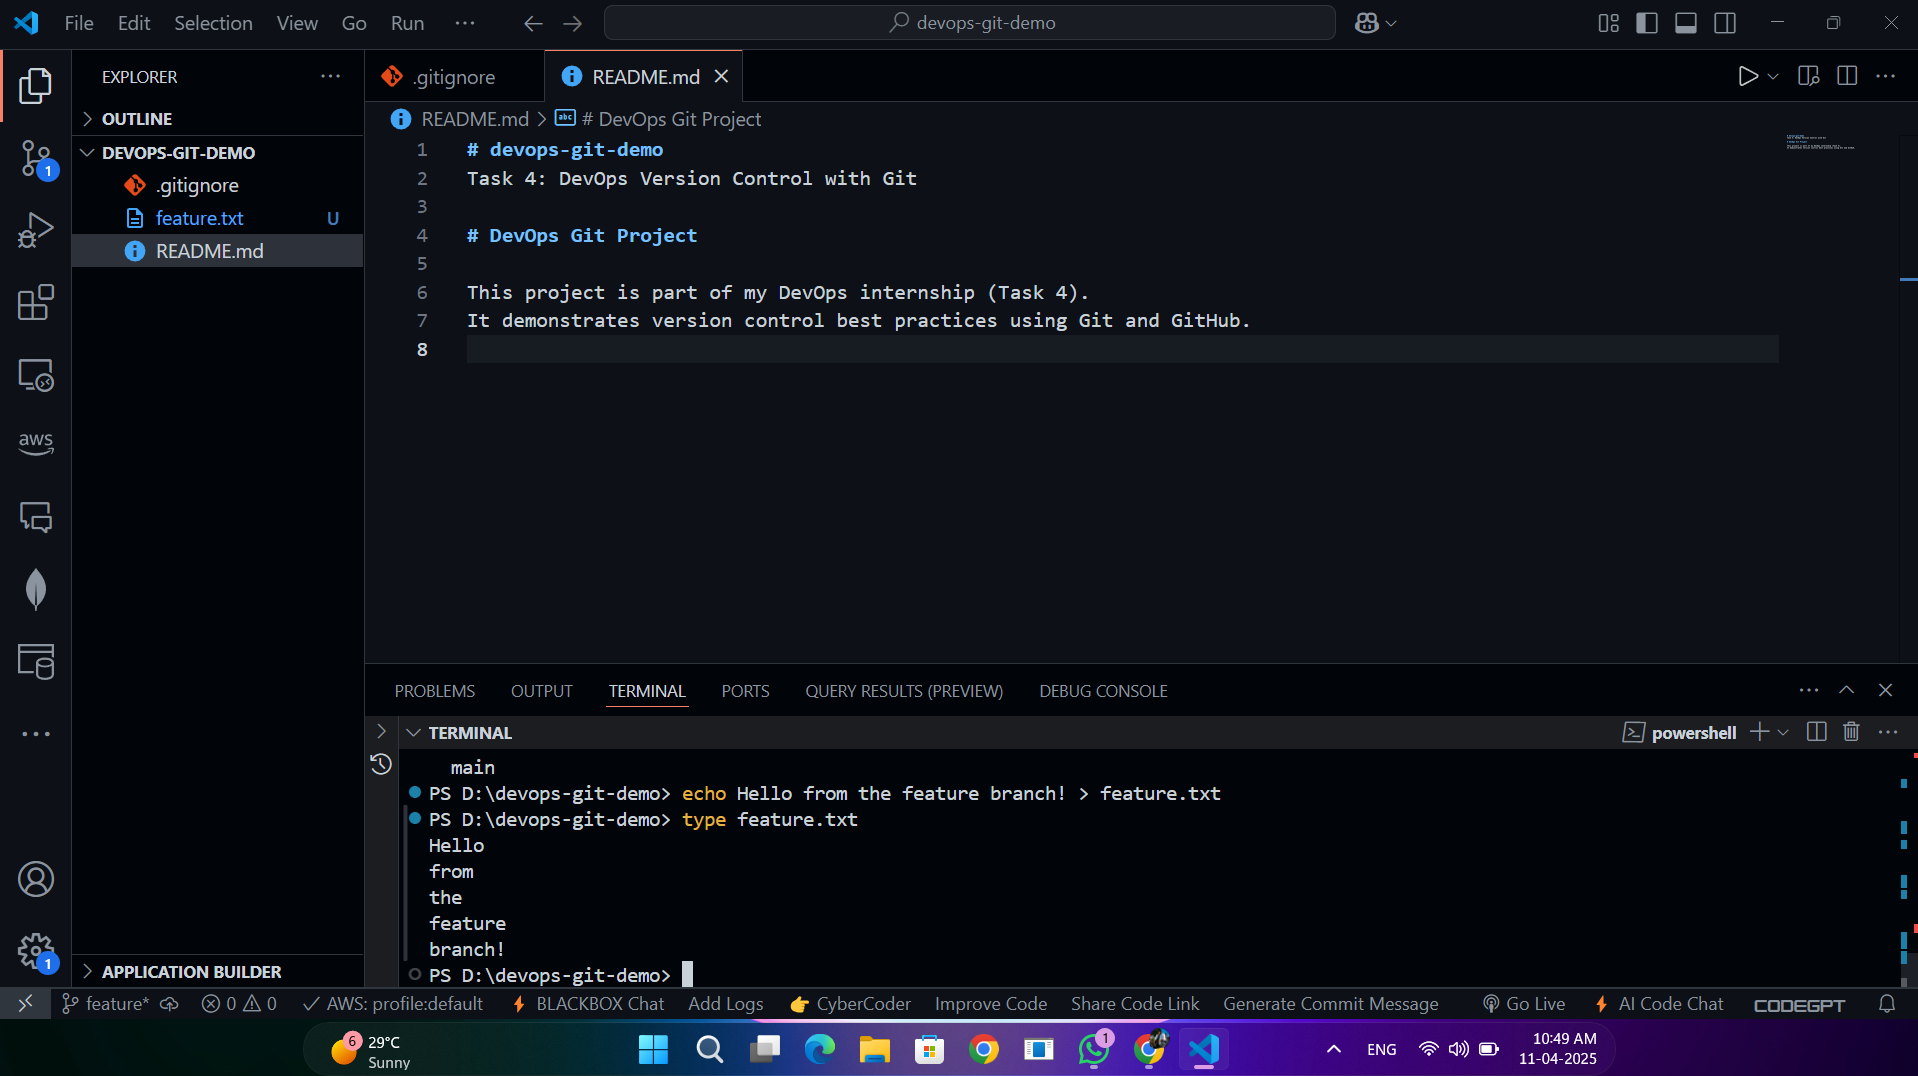 File Edit Selection View Go Run
devops-git-demo
EXPLORER
OUTLINE
DEVOPS-GIT-DEMO
.gitignore
feature.txt U
README.md
1
aws
1
APPLICATION BUILDER
.gitignore
README.md
README.md > # DevOps Git Project
1 # devops-git-demo
2 Task 4: DevOps Version Control with Git
3
4 # DevOps Git Project
5
6 This project is part of my DevOps internship (Task 4).
7 It demonstrates version control best practices using Git and GitHub.
8
PROBLEMS OUTPUT TERMINAL PORTS QUERY RESULTS (PREVIEW) DEBUG CONSOLE
TERMINAL
powershell
main
PS D:\devops-git-demo> echo Hello from the feature branch! > feature.txt
PS D:\devops-git-demo> type feature.txt
Hello
from
the
feature
branch!
PS D:\devops-git-demo>
feature* 0 0 AWS: profile:default BLACKBOX Chat Add Logs CyberCoder Improve Code Share Code Link Generate Commit Message Go Live AI Code Chat CODEGPT
6 29°C
Sunny
1
ENG
10:49 AM
11-04-2025